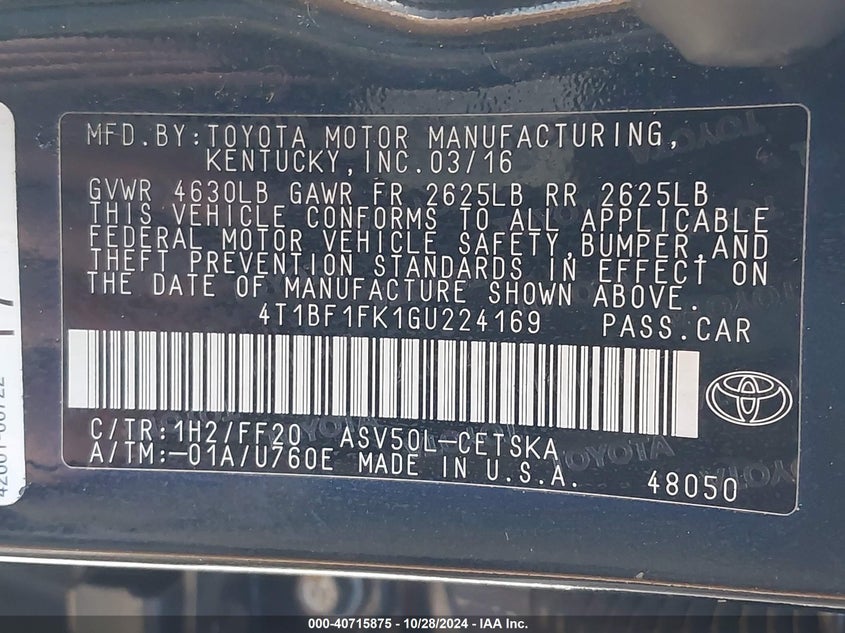 MFD.BY:TOYOTA MOTOR MANUFACTURING,
KENTUCKY,INC.03/16
GVWR 4630LB GAWR FR 2625LB RR 2625LB
THIS VEHICLE CONFORMS TO ALL APPLICABLE
FEDERAL MOTOR VEHICLE SAFETY,BUMPER,AND
THEFT PREVENTION STANDARDS IN EFFECT ON
THE DATE OF MANUFACTURE SHOWN ABOVE.
4T1BF1FK1GU224169 PASS.CAR
C/TR:1H2/FF20 ASV50L-CETSKA
A/TM:-01A/U760E MADE IN U.S.A.
48050
TOYOTA
000-40715875 - 10/28/2024 - IAA, Inc.